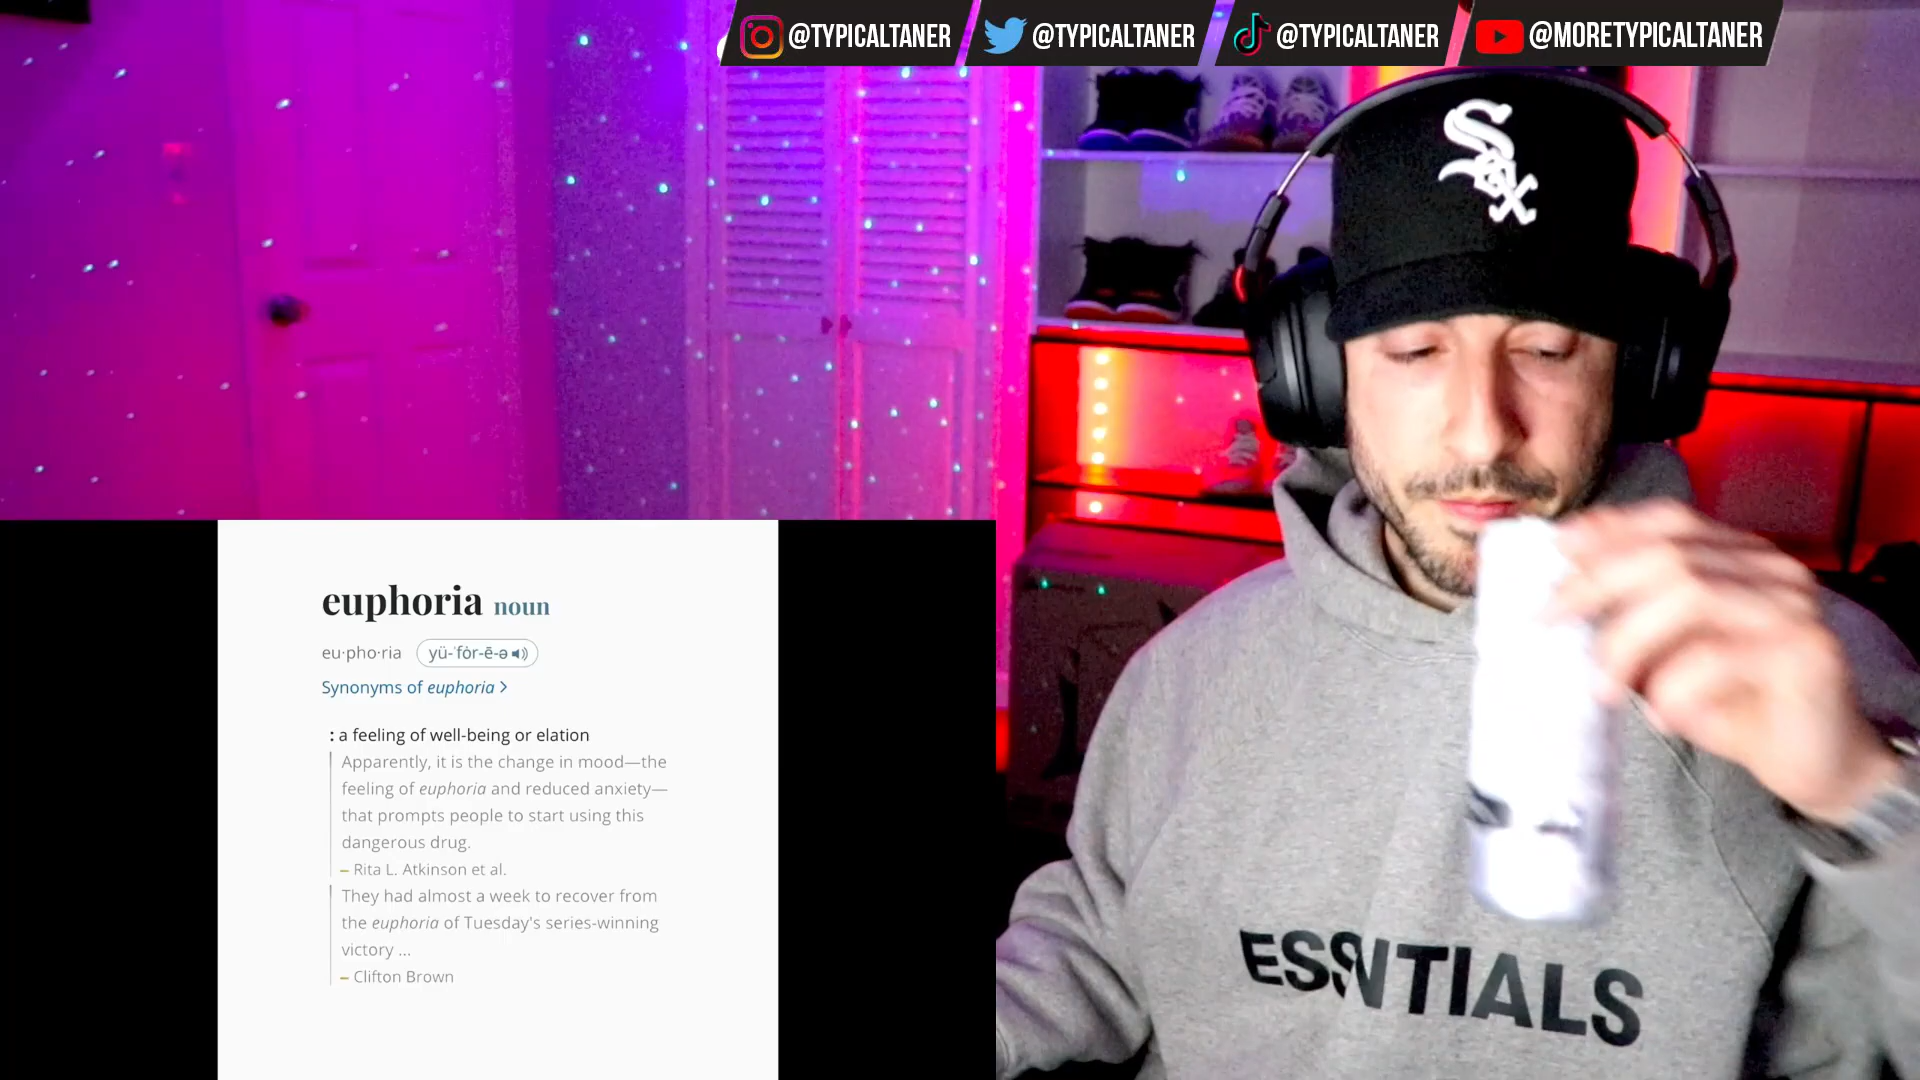 @TYPICALTANER
@TYPICALTANER
@TYPICALTANER
@MORETYPICALTANER
Sox
euphoria noun
eu·pho·ria yü-ˈfȯr-ē-ə
Synonyms of euphoria >
: a feeling of well-being or elation
Apparently, it is the change in mood—the
feeling of euphoria and reduced anxiety—
that prompts people to start using this
dangerous drug.
– Rita L. Atkinson et al.
They had almost a week to recover from
the euphoria of Tuesday's series-winning
victory ...
– Clifton Brown
ESSNTIALS